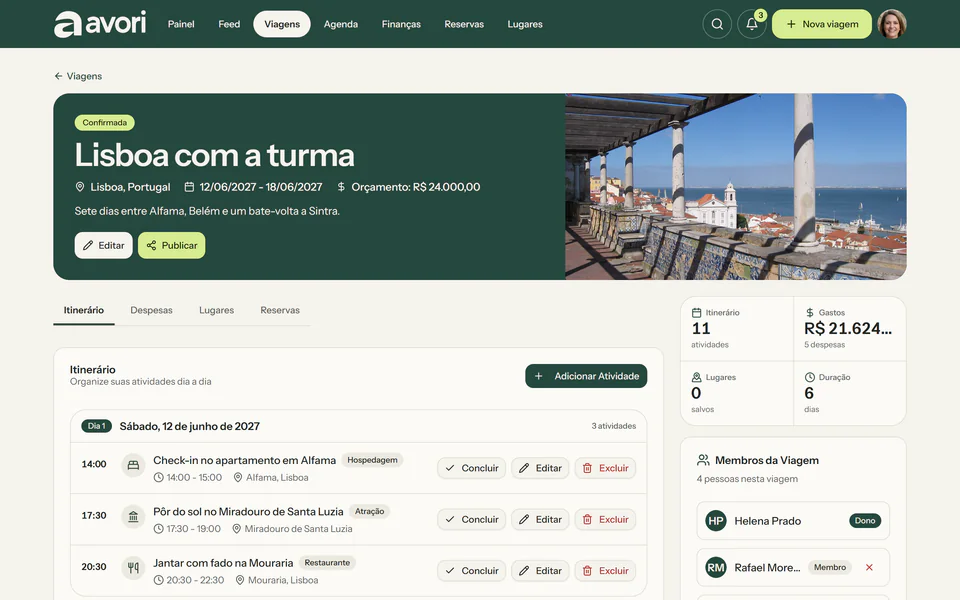 avori Painel Feed Viagens Agenda Finanças Reservas Lugares 3 + Nova viagem
← Viagens
Confirmada
Lisboa com a turma
Lisboa, Portugal 12/06/2027 - 18/06/2027 $ Orçamento: R$ 24.000,00
Sete dias entre Alfama, Belém e um bate-volta a Sintra.
Editar Publicar
Itinerário Despesas Lugares Reservas
Itinerário
Organize suas atividades dia a dia
+ Adicionar Atividade
Dia 1 Sábado, 12 de junho de 2027 3 atividades
14:00 Check-in no apartamento em Alfama Hospedagem
14:00 - 15:00 Alfama, Lisboa
Concluir Editar Excluir
17:30 Pôr do sol no Miradouro de Santa Luzia Atração
17:30 - 19:00 Miradouro de Santa Luzia
Concluir Editar Excluir
20:30 Jantar com fado na Mouraria Restaurante
20:30 - 22:30 Mouraria, Lisboa
Concluir Editar Excluir
Itinerário
11
atividades
$ Gastos
R$ 21.624...
5 despesas
Lugares
0
salvos
Duração
6
dias
Membros da Viagem
4 pessoas nesta viagem
HP Helena Prado Dono
RM Rafael More... Membro ×